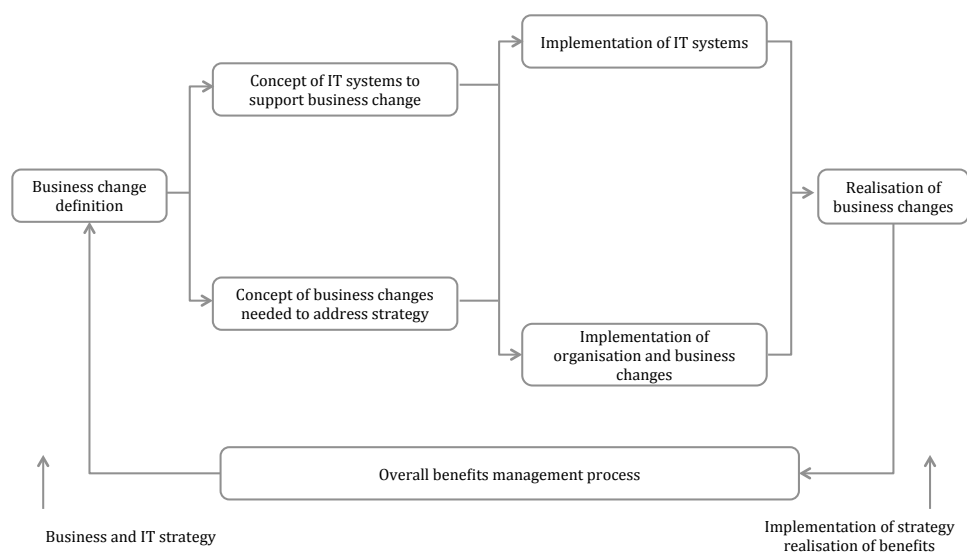 Implementation of IT systems
Concept of IT systems to
support business change
Business change
definition
Realisation of
business changes
Concept of business changes
needed to address strategy
Implementation of
organisation and business
changes
Overall benefits management process
Business and IT strategy
Implementation of strategy
realisation of benefits